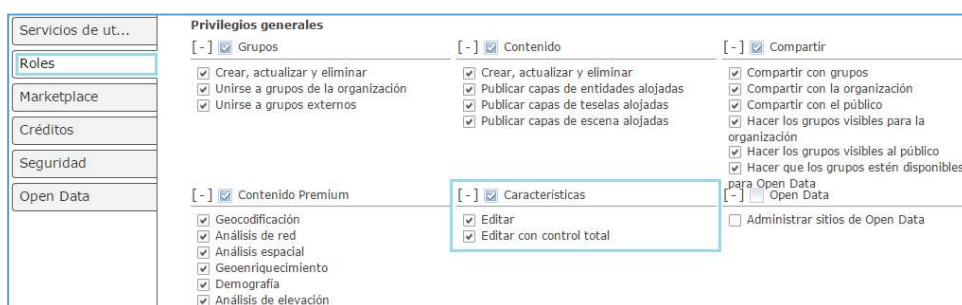 Servicios de ut...
Roles
Marketplace
Créditos
Seguridad
Open Data
Privilegios generales
[-] Grupos
Crear, actualizar y eliminar
Unirse a grupos de la organización
Unirse a grupos externos
[-] Contenido
Crear, actualizar y eliminar
Publicar capas de entidades alojadas
Publicar capas de teselas alojadas
Publicar capas de escena alojadas
[-] Compartir
Compartir con grupos
Compartir con la organización
Compartir con el público
Hacer los grupos visibles para la
organización
Hacer los grupos visibles al público
Hacer que los grupos estén disponibles
para Open Data
[-] Contenido Premium
Geocodificación
Análisis de red
Análisis espacial
Geoenriquecimiento
Demografía
Análisis de elevación
[-] Características
Editar
Editar con control total
[-] Open Data
Administrar sitios de Open Data